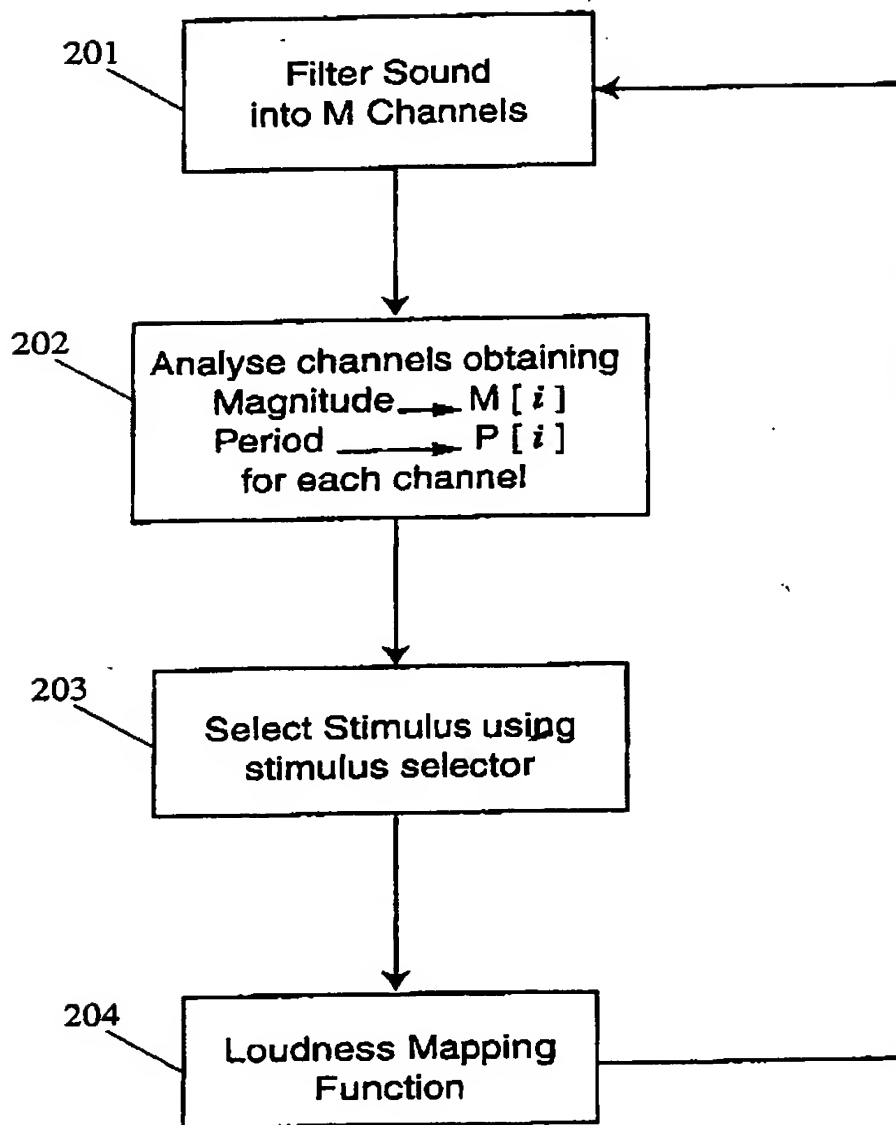 201
Filter Sound
into M Channels
202
Analyse channels obtaining
Magnitude → M [ i ]
Period → P [ i ]
for each channel
203
Select Stimulus using
stimulus selector
204
Loudness Mapping
Function